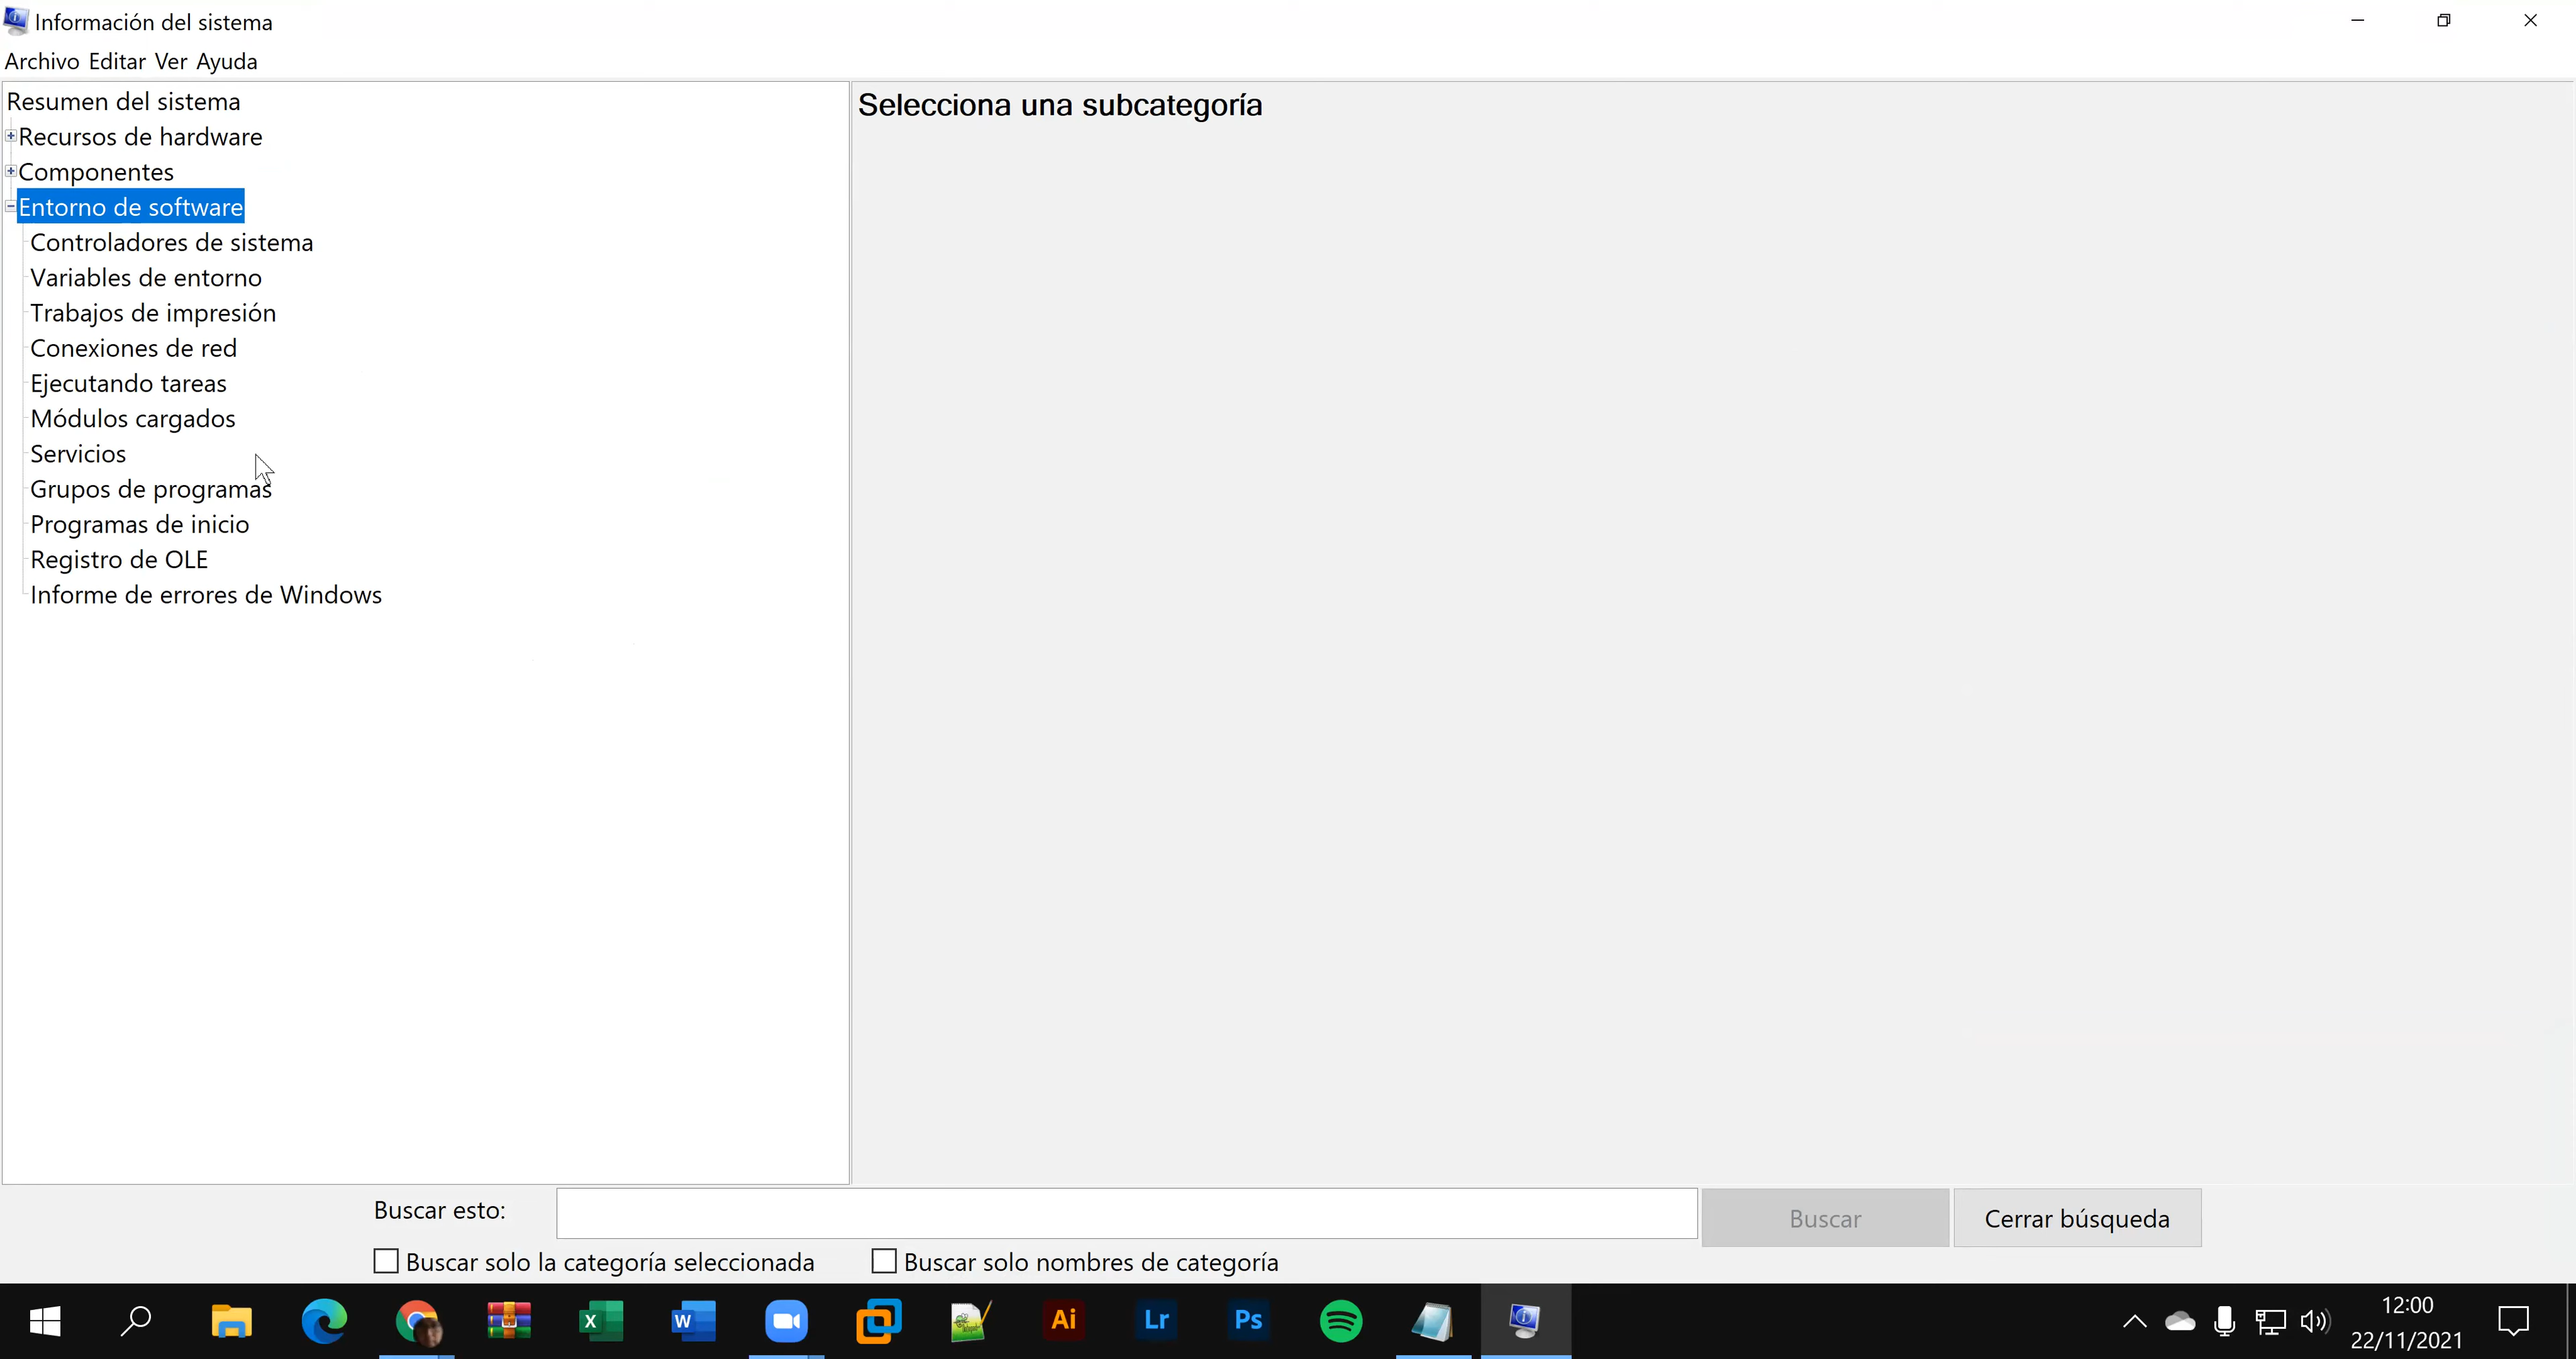 Información del sistema
Archivo Editar Ver Ayuda
Resumen del sistema
Recursos de hardware
Componentes
Entorno de software
Controladores de sistema
Variables de entorno
Trabajos de impresión
Conexiones de red
Ejecutando tareas
Módulos cargados
Servicios
Grupos de programas
Programas de inicio
Registro de OLE
Informe de errores de Windows
Selecciona una subcategoría
Buscar esto:
Buscar
Cerrar búsqueda
Buscar solo la categoría seleccionada
Buscar solo nombres de categoría
X
W
Ai
Lr
Ps
12:00
22/11/2021